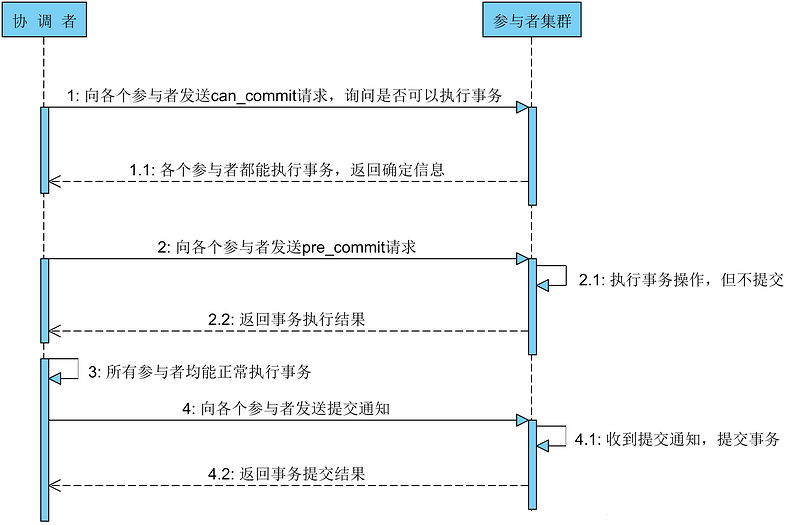 协 调 者
参与者集群
1: 向各个参与者发送can_commit请求，询问是否可以执行事务
1.1: 各个参与者都能执行事务，返回确定信息
2: 向各个参与者发送pre_commit请求
2.1: 执行事务操作，但不提交
2.2: 返回事务执行结果
3: 所有参与者均能正常执行事务
4: 向各个参与者发送提交通知
4.1: 收到提交通知，提交事务
4.2: 返回事务提交结果